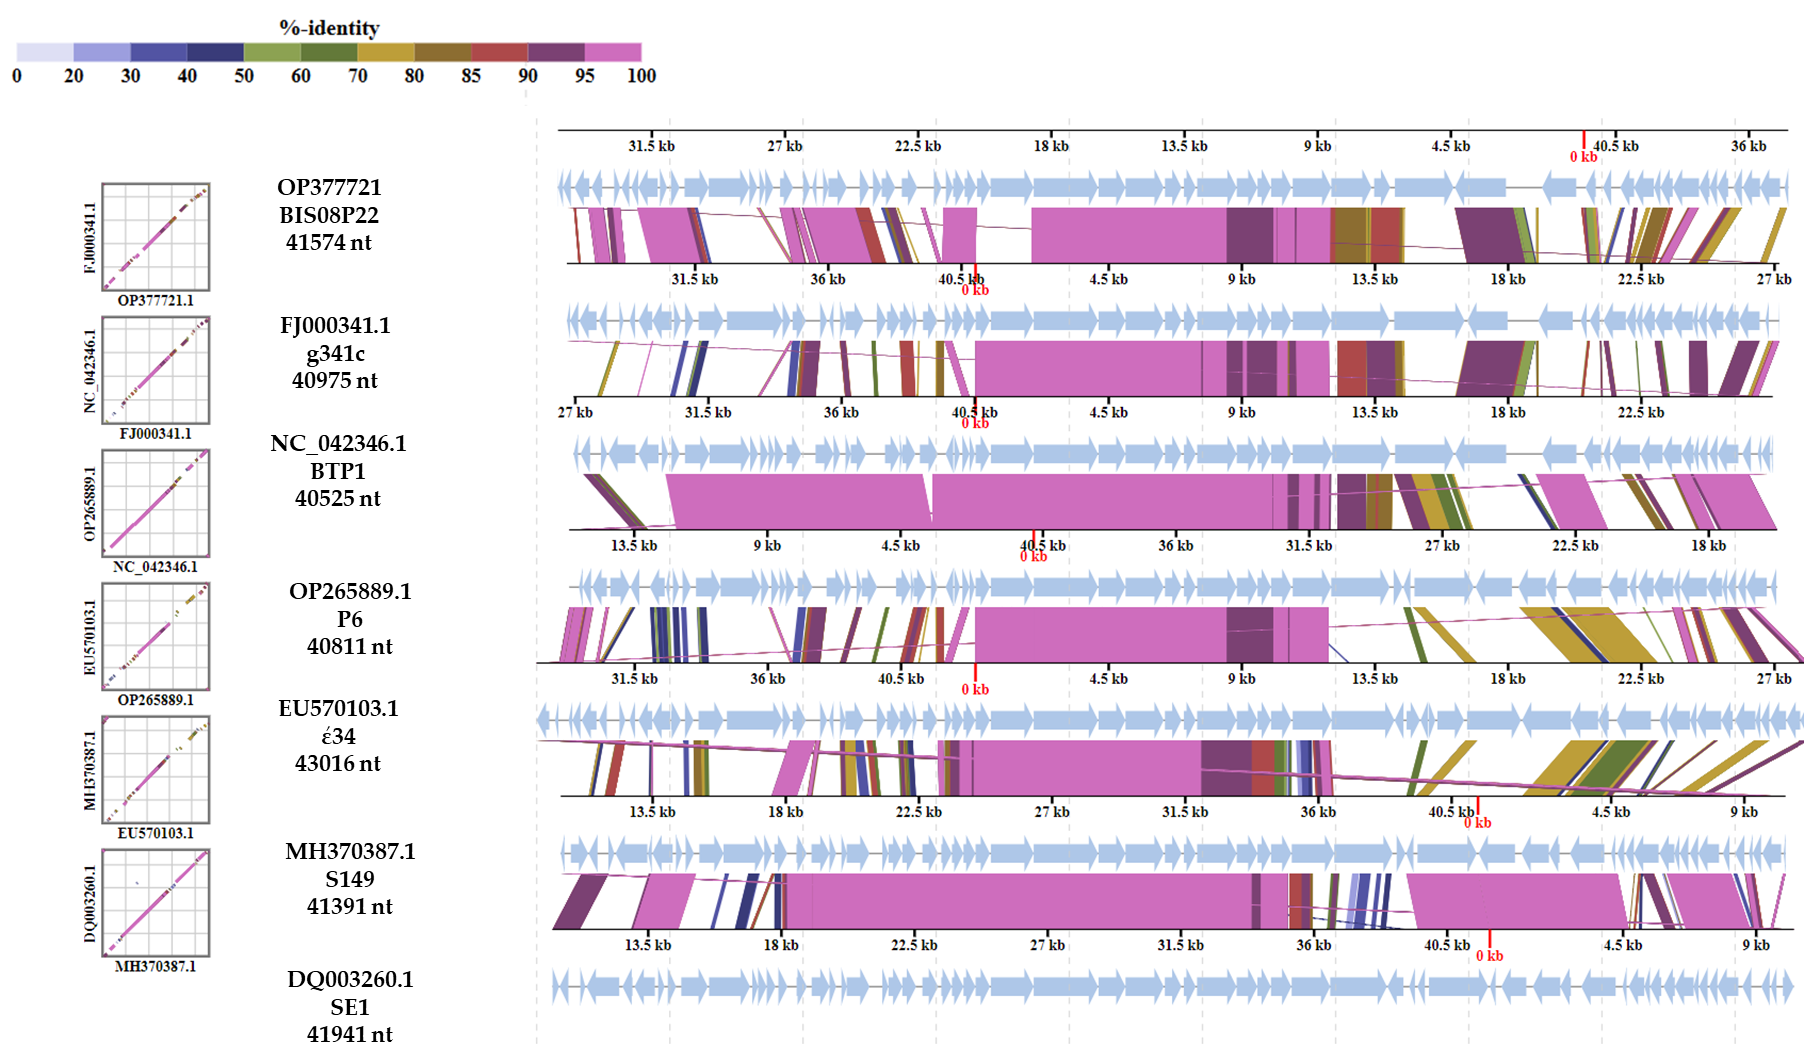 %-identity
0 20 30 40 50 60 70 80 85 90 95 100
31.5 kb 27 kb 22.5 kb 18 kb 13.5 kb 9 kb 4.5 kb 0 kb 40.5 kb 36 kb
OP377721
BIS08P22
41574 nt
FJ000341.1
OP377721.1
31.5 kb 36 kb 40.5 kb 0 kb 4.5 kb 9 kb 13.5 kb 18 kb 22.5 kb 27 kb
FJ000341.1
g341c
40975 nt
NC_042346.1
FJ000341.1
27 kb 31.5 kb 36 kb 40.5 kb 0 kb 4.5 kb 9 kb 13.5 kb 18 kb 22.5 kb
NC_042346.1
BTP1
40525 nt
OP265889.1
NC_042346.1
13.5 kb 9 kb 4.5 kb 0 kb 40.5 kb 36 kb 31.5 kb 27 kb 22.5 kb 18 kb
OP265889.1
P6
40811 nt
EU570103.1
OP265889.1
31.5 kb 36 kb 40.5 kb 0 kb 4.5 kb 9 kb 13.5 kb 18 kb 22.5 kb 27 kb
EU570103.1
έ34
43016 nt
MH370387.1
EU570103.1
13.5 kb 18 kb 22.5 kb 27 kb 31.5 kb 36 kb 40.5 kb 0 kb 4.5 kb 9 kb
MH370387.1
S149
41391 nt
DQ003260.1
MH370387.1
13.5 kb 18 kb 22.5 kb 27 kb 31.5 kb 36 kb 40.5 kb 0 kb 4.5 kb 9 kb
DQ003260.1
SE1
41941 nt